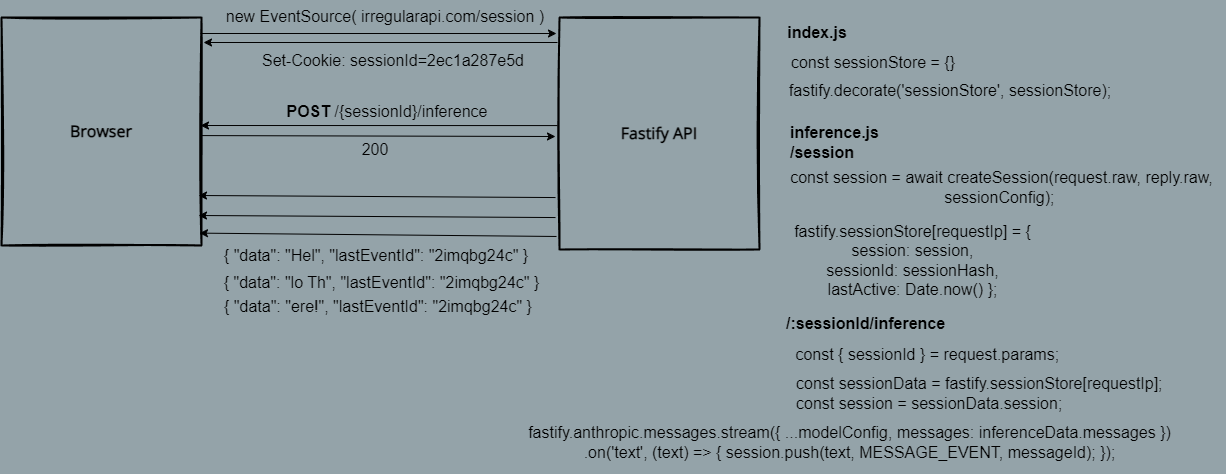 new EventSource( irregularapi.com/session )
Set-Cookie: sessionId=2ec1a287e5d
POST /{sessionId}/inference
200
Browser
Fastify API
{ "data": "Hel", "lastEventId": "2imqbg24c" }
{ "data": "lo Th", "lastEventId": "2imqbg24c" }
{ "data": "ere!", "lastEventId": "2imqbg24c" }
index.js
const sessionStore = {}
fastify.decorate('sessionStore', sessionStore);
inference.js
/session
const session = await createSession(request.raw, reply.raw,
sessionConfig);
fastify.sessionStore[requestIp] = {
session: session,
sessionId: sessionHash,
lastActive: Date.now() };
/:sessionId/inference
const { sessionId } = request.params;
const sessionData = fastify.sessionStore[requestIp];
const session = sessionData.session;
fastify.anthropic.messages.stream({ ...modelConfig, messages: inferenceData.messages })
.on('text', (text) => { session.push(text, MESSAGE_EVENT, messageId); });